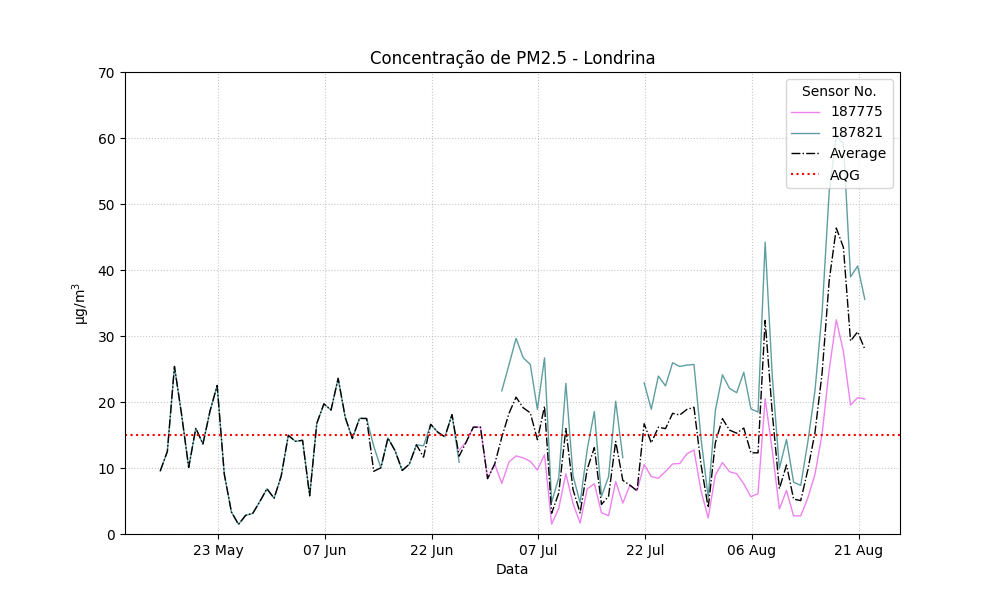 Concentração de PM2.5 - Londrina
70
60
50
40
30
20
10
0
µg/m³
Sensor No.
187775
187821
Average
AQG
23 May
07 Jun
22 Jun
07 Jul
22 Jul
06 Aug
21 Aug
Data